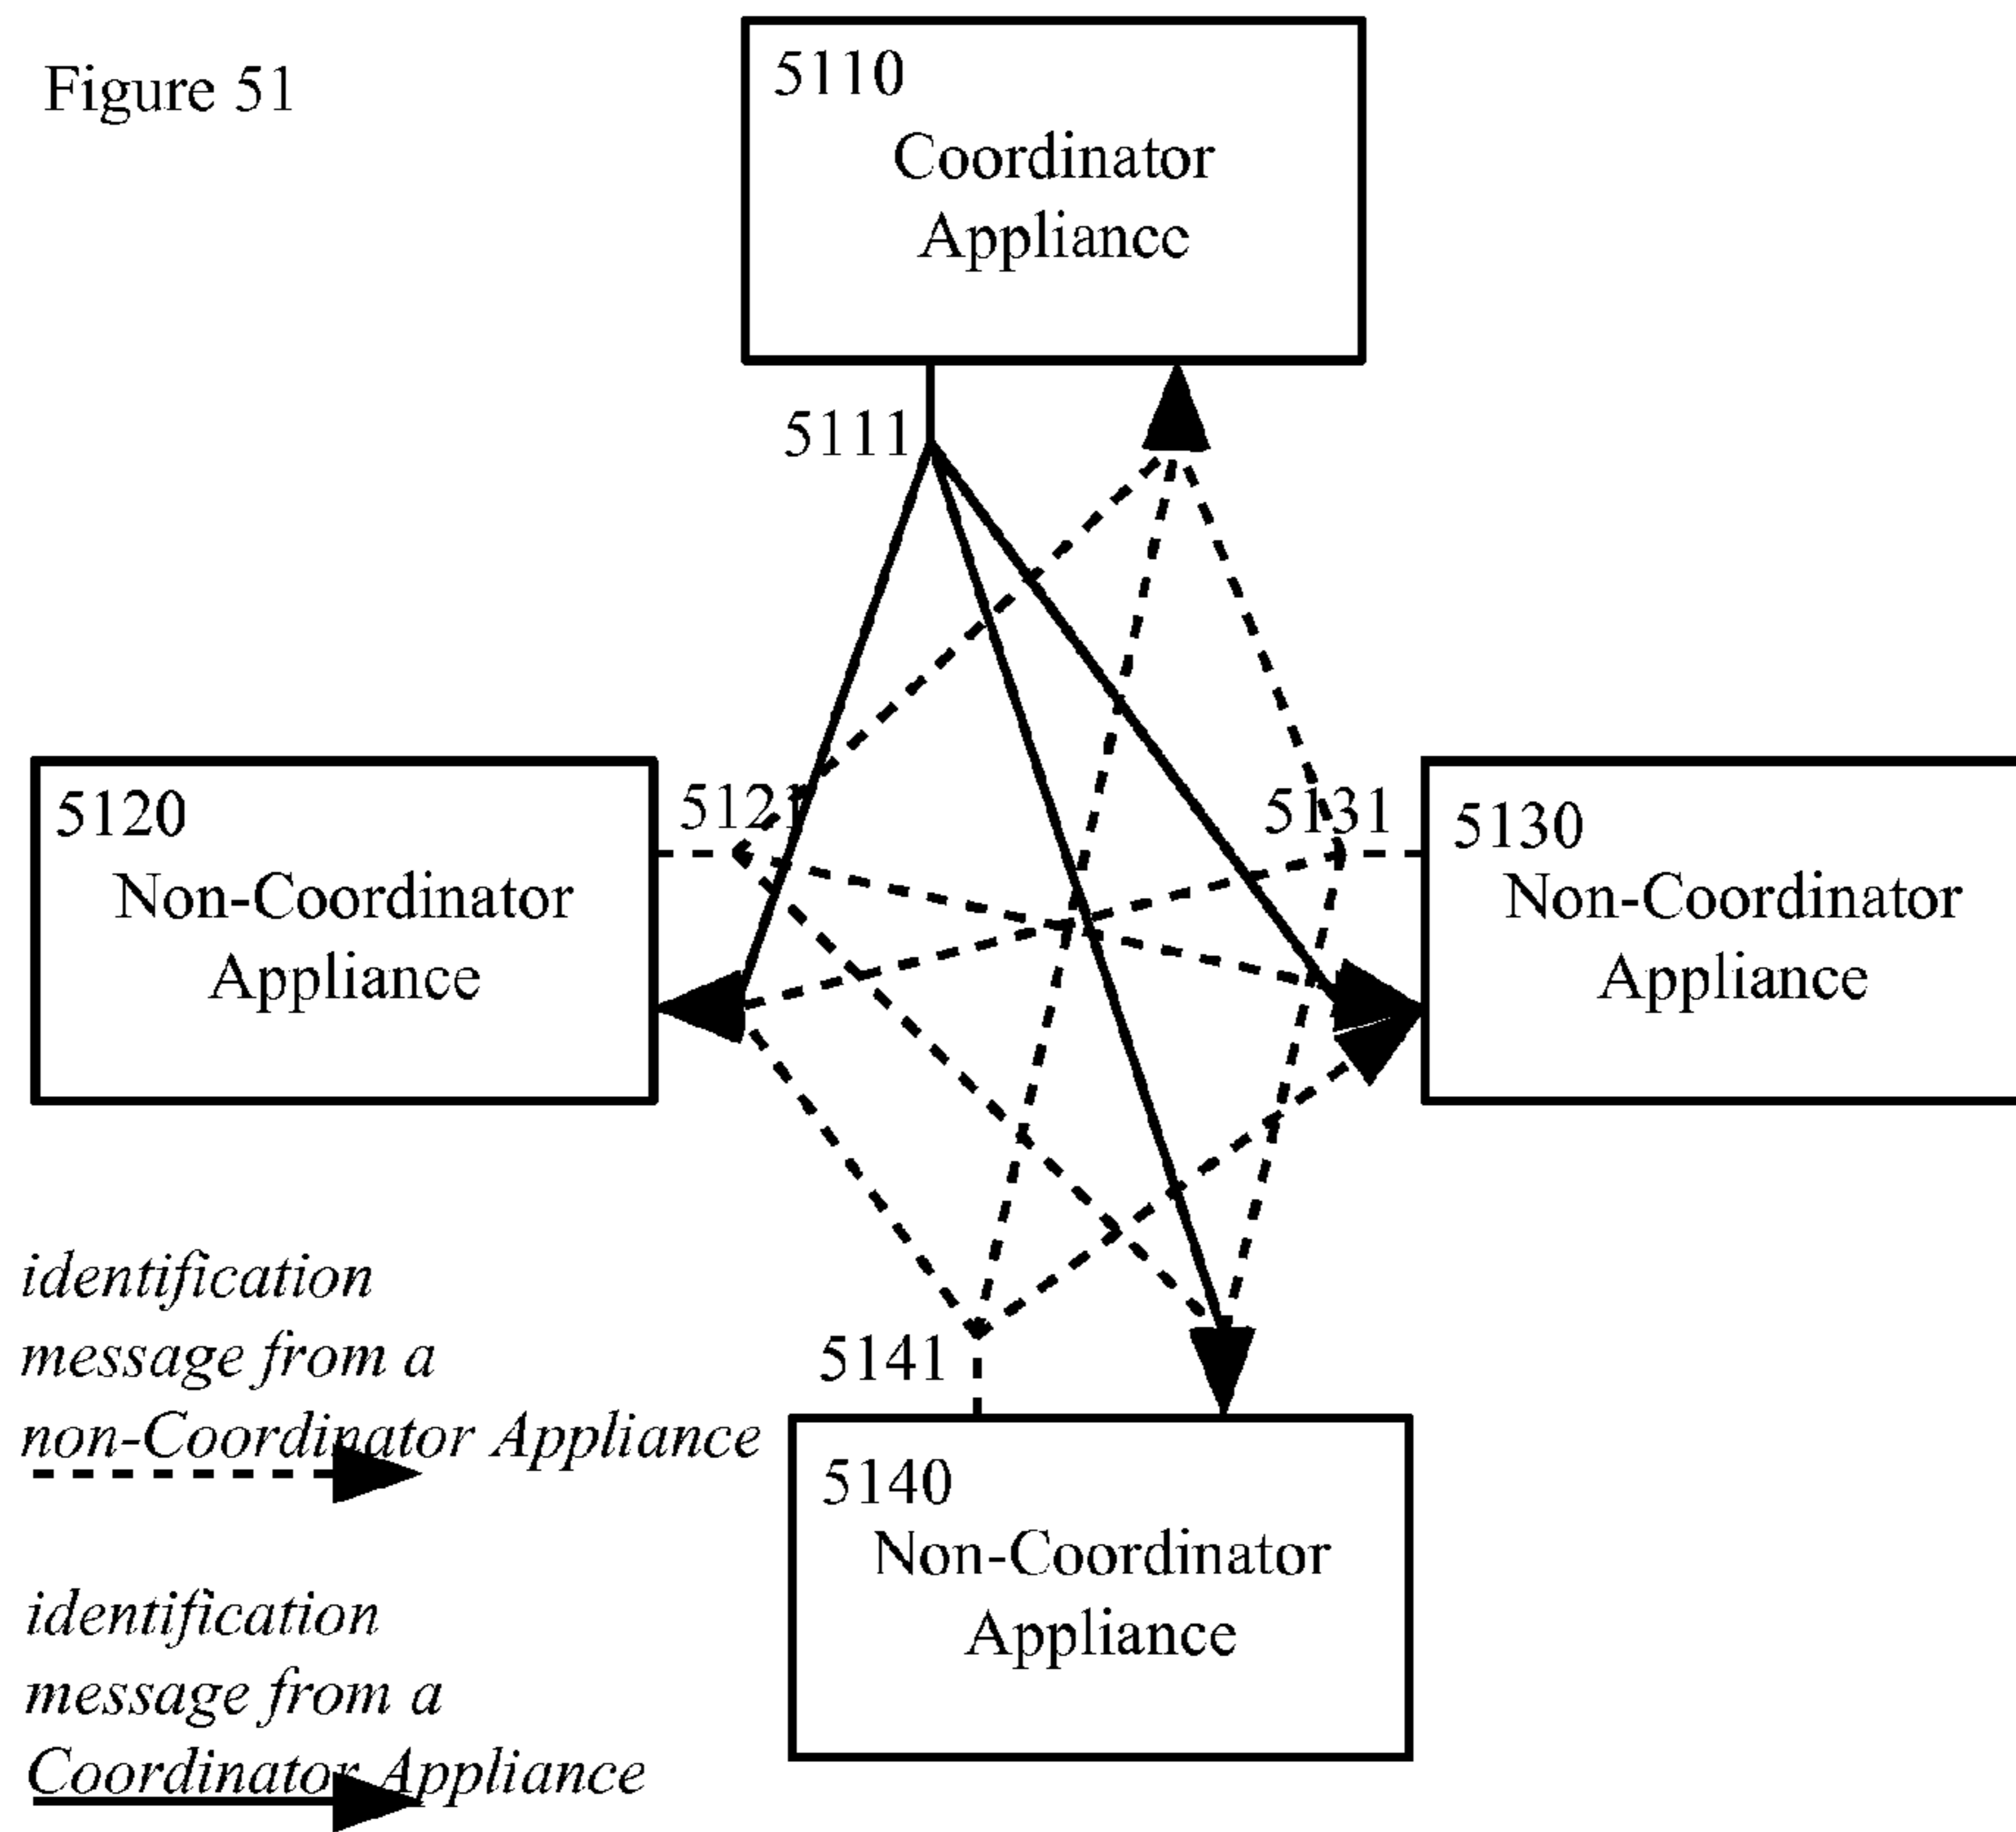 Figure 51
5110
Coordinator
Appliance
5111
5120
Non-Coordinator
Appliance
5121
5131
5130
Non-Coordinator
Appliance
5141
5140
Non-Coordinator
Appliance
identification
message from a
non-Coordinator Appliance
identification
message from a
Coordinator Appliance